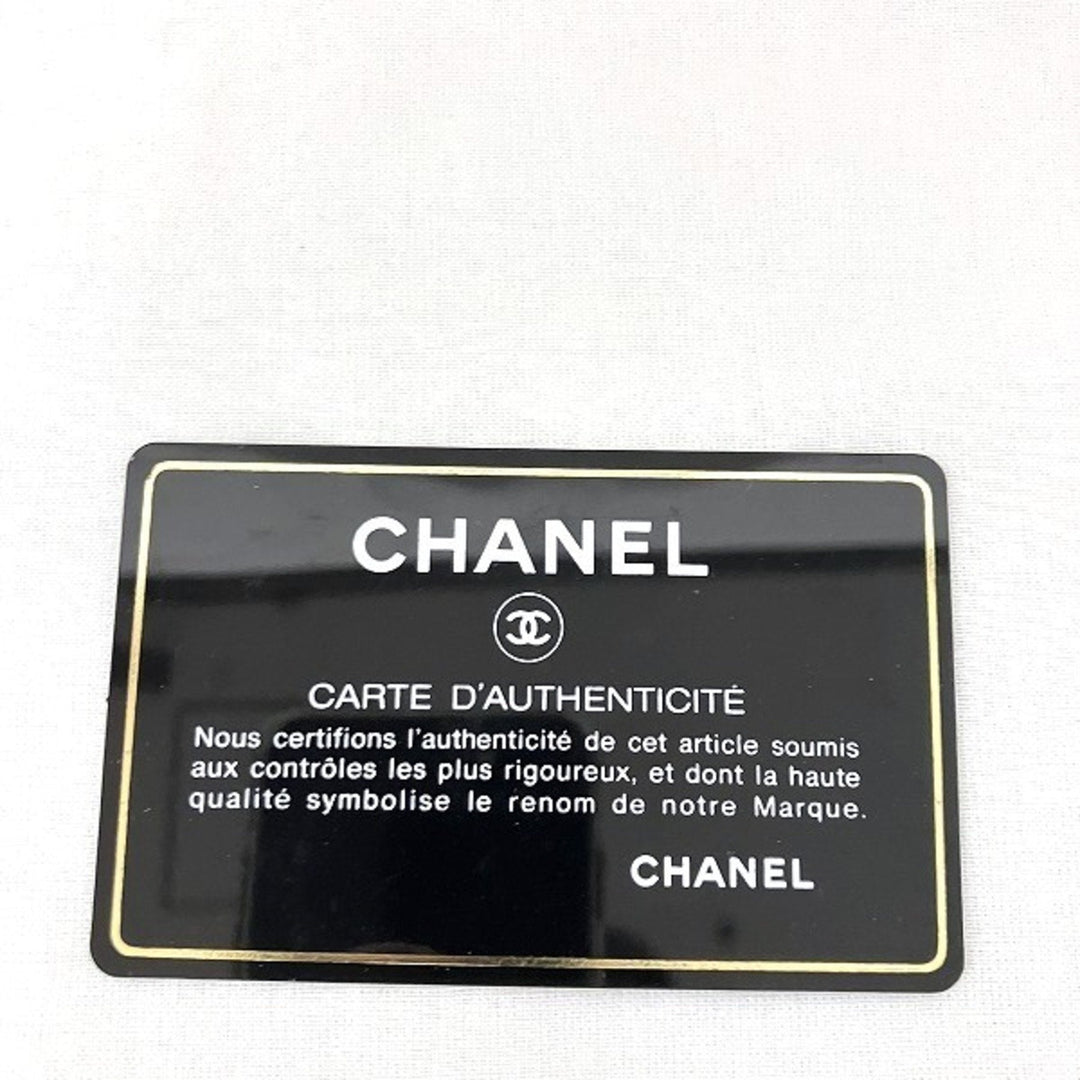 CHANEL
CARTE D'AUTHENTICITÉ
Nous certifions l'authenticité de cet article soumis
aux contrôles les plus rigoureux, et dont la haute
qualité symbolise le renom de notre Marque.
CHANEL